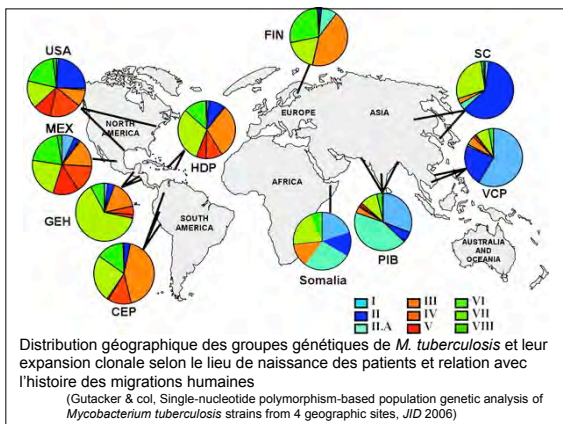 USA
FIN
SC
NORTH
AMERICA
EUROPE
ASIA
MEX
HDP
VCP
AFRICA
GEH
SOUTH
AMERICA
PIB
AUSTRALIA
AND
OCEANIA
CEP
Somalia
I
II
II.A
III
IV
V
VI
VII
VIII
Distribution géographique des groupes génétiques de M. tuberculosis et leur
expansion clonale selon le lieu de naissance des patients et relation avec
l'histoire des migrations humaines
(Gutacker & col, Single-nucleotide polymorphism-based population genetic analysis of
Mycobacterium tuberculosis strains from 4 geographic sites, JID 2006)